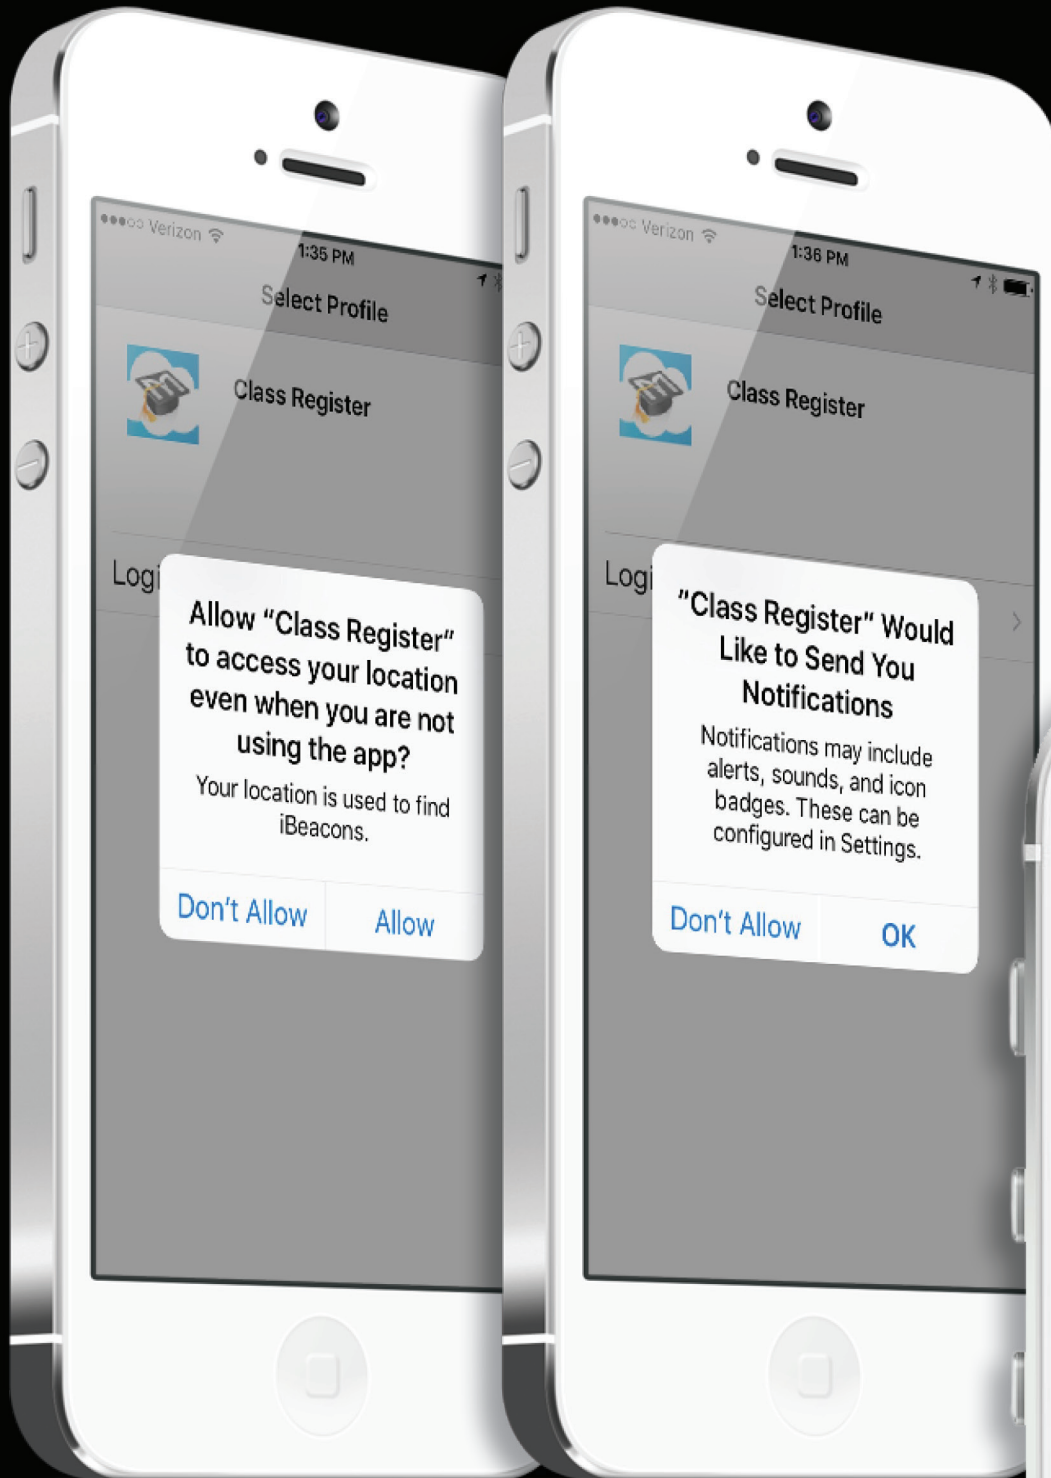 Verizon
1:35 PM
Select Profile
Class Register
Logi
Allow “Class Register”
to access your location
even when you are not
using the app?
Your location is used to find
iBeacons.
Don’t Allow
Allow
Verizon
1:36 PM
Select Profile
Class Register
Logi
"Class Register" Would
Like to Send You
Notifications
Notifications may include
alerts, sounds, and icon
badges. These can be
configured in Settings.
Don’t Allow
OK